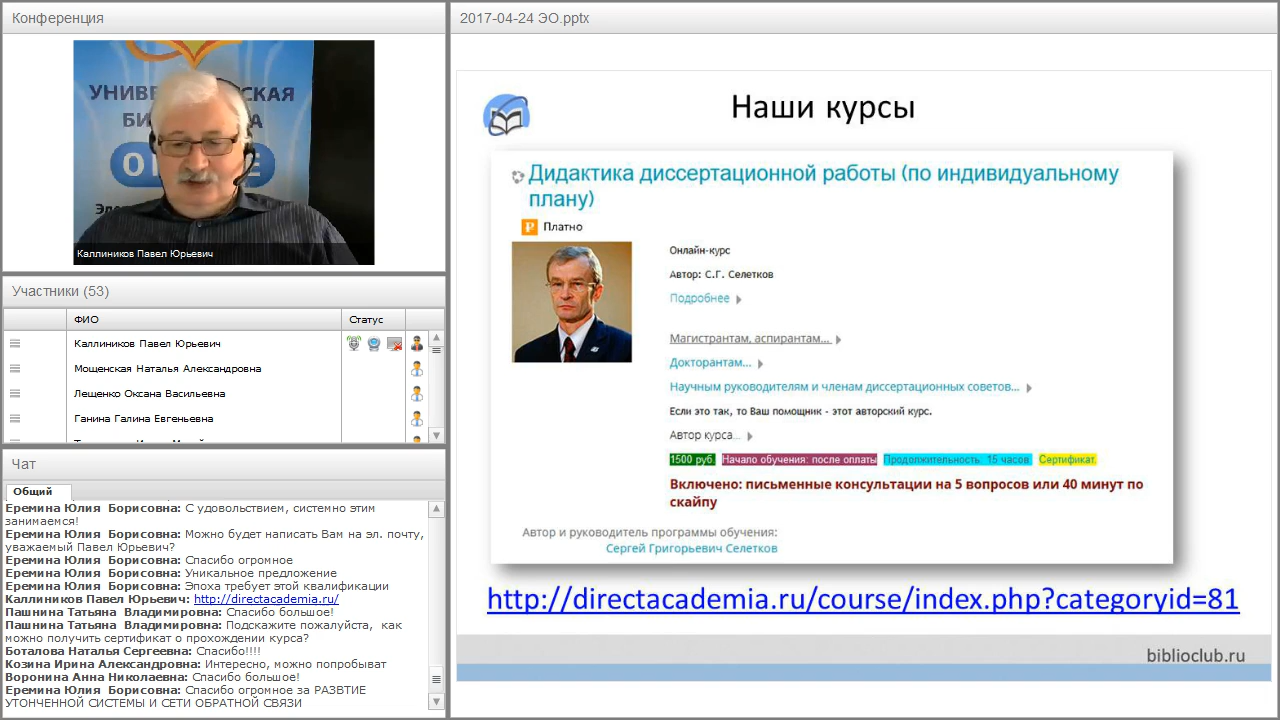 Конференция
УНИВЕ СКАЯ
БИ А
О Е
Каллиников Павел Юрьевич
Участники (53)
ФИО
Статус
Каллиников Павел Юрьевич
Мощенская Наталья Александровна
Лещенко Оксана Васильевна
Ганина Галина Евгеньевна
Чат
Общий
Еремина Юлия Борисовна: С удовольствием, системно этим
занимаемся!
Еремина Юлия Борисовна: Можно будет написать Вам на эл. почту,
уважаемый Павел Юрьевич?
Еремина Юлия Борисовна: Спасибо огромное
Еремина Юлия Борисовна: Уникальное предложение
Еремина Юлия Борисовна: Эпоха требует этой квалификации
Каллиников Павел Юрьевич: http://directacademia.ru/
Пашнина Татьяна Владимировна: Спасибо большое!
Пашнина Татьяна Владимировна: Подскажите пожалуйста, как
можно получить сертификат о прохождении курса?
Боталова Наталья Сергеевна: Спасибо!!!!
Козина Ирина Александровна: Интересно, можно попробыват
Воронина Анна Николаевна: Спасибо большое!
Еремина Юлия Борисовна: Спасибо огромное за РАЗВТИЕ
УТОНЧЕННОЙ СИСТЕМЫ И СЕТИ ОБРАТНОЙ СВЯЗИ
2017-04-24 ЭО.pptx
Наши курсы
Дидактика диссертационной работы (по индивидуальному
плану)
Платно
Онлайн-курс
Автор: С.Г. Селетков
Подробнее
Магистрантам, аспирантам...
Докторантам...
Научным руководителям и членам диссертационных советов...
Если это так, то Ваш помощник - этот авторский курс.
Автор курса...
1500 руб. Начало обучения: после оплаты Продолжительность: 15 часов. Сертификат.
Включено: письменные консультации на 5 вопросов или 40 минут по
скайпу
Автор и руководитель программы обучения:
Сергей Григорьевич Селетков
http://directacademia.ru/course/index.php?categoryid=81
biblioclub.ru